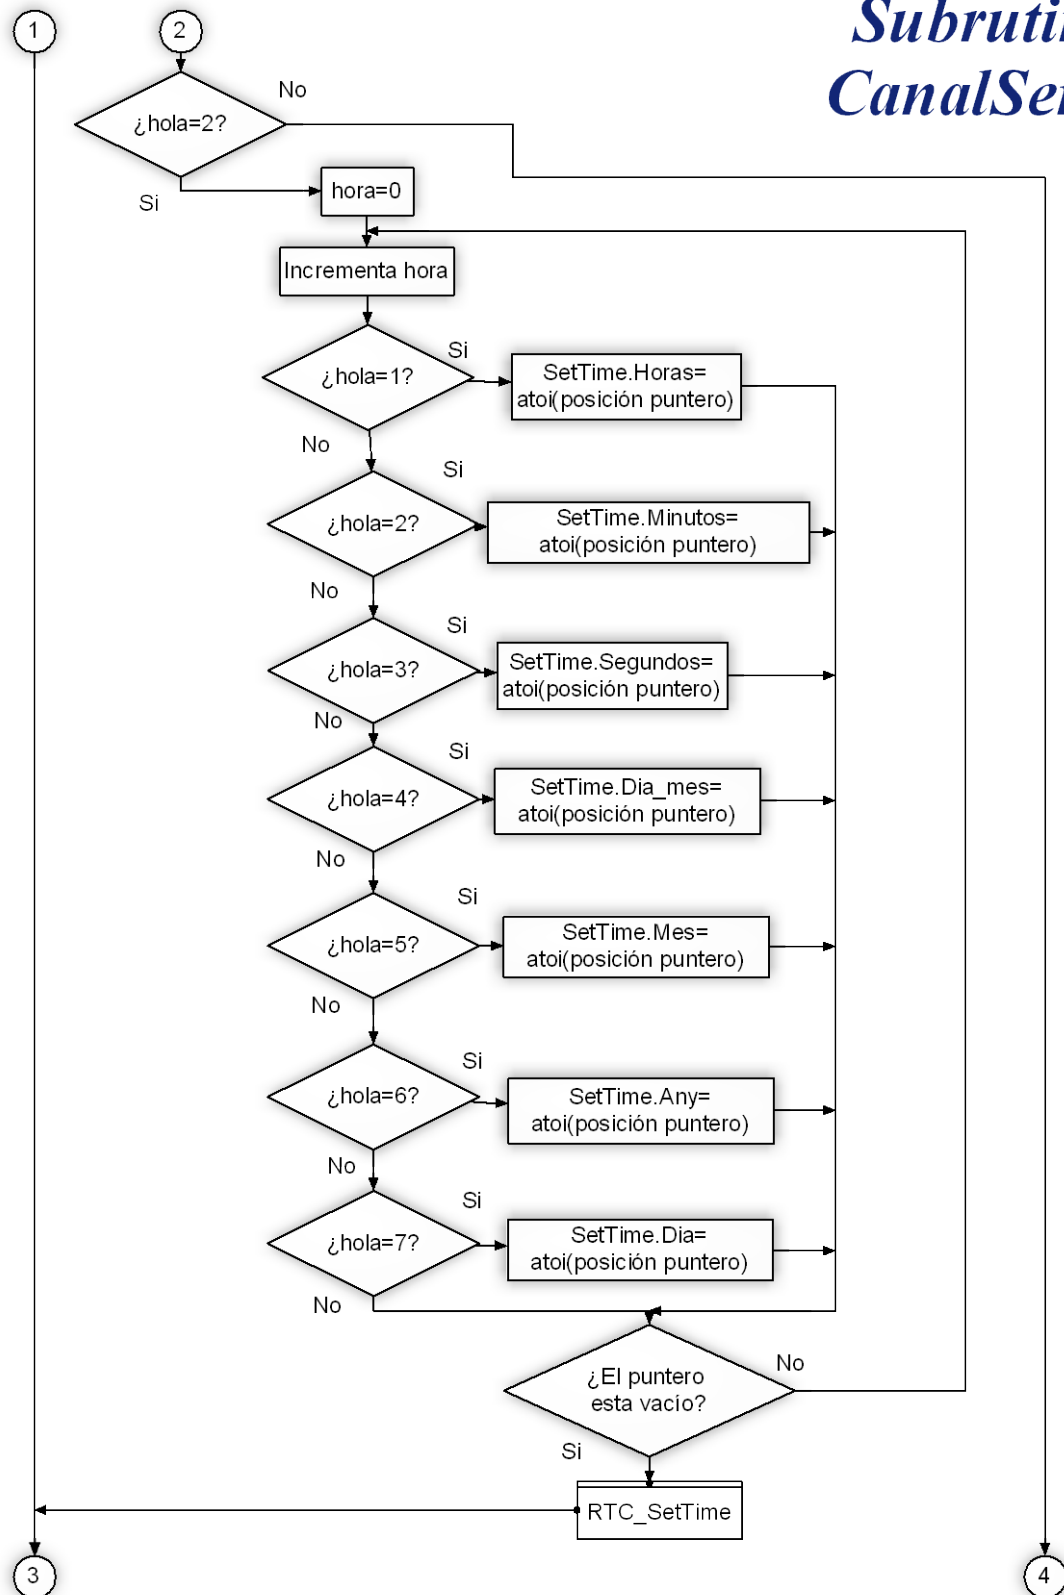 Subruti
CanalSe
1
2
No
¿hola=2?
Si
hora=0
Incrementa hora
Si
¿hola=1?
SetTime.Horas=
atoi(posición puntero)
No
Si
¿hola=2?
SetTime.Minutos=
atoi(posición puntero)
No
Si
¿hola=3?
SetTime.Segundos=
atoi(posición puntero)
No
Si
¿hola=4?
SetTime.Dia_mes=
atoi(posición puntero)
No
Si
¿hola=5?
SetTime.Mes=
atoi(posición puntero)
No
Si
¿hola=6?
SetTime.Any=
atoi(posición puntero)
No
Si
¿hola=7?
SetTime.Dia=
atoi(posición puntero)
No
¿El puntero
esta vacío?
No
Si
RTC_SetTime
3
4